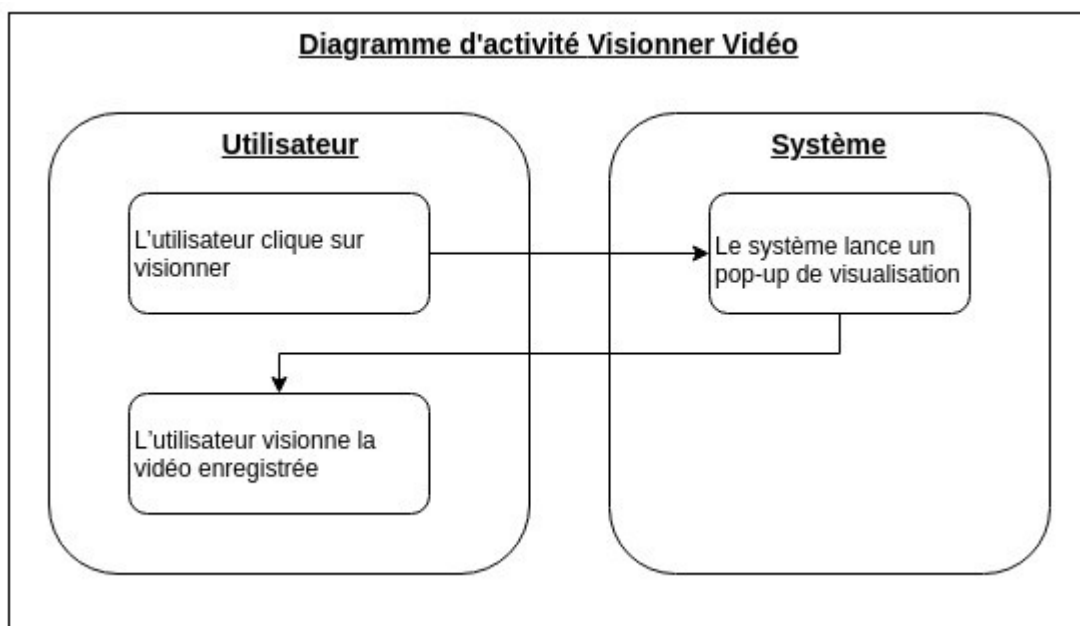 Diagramme d'activité Visionner Vidéo
Utilisateur
Système
L'utilisateur clique sur
visionner
Le système lance un
pop-up de visualisation
L'utilisateur visionne la
vidéo enregistrée